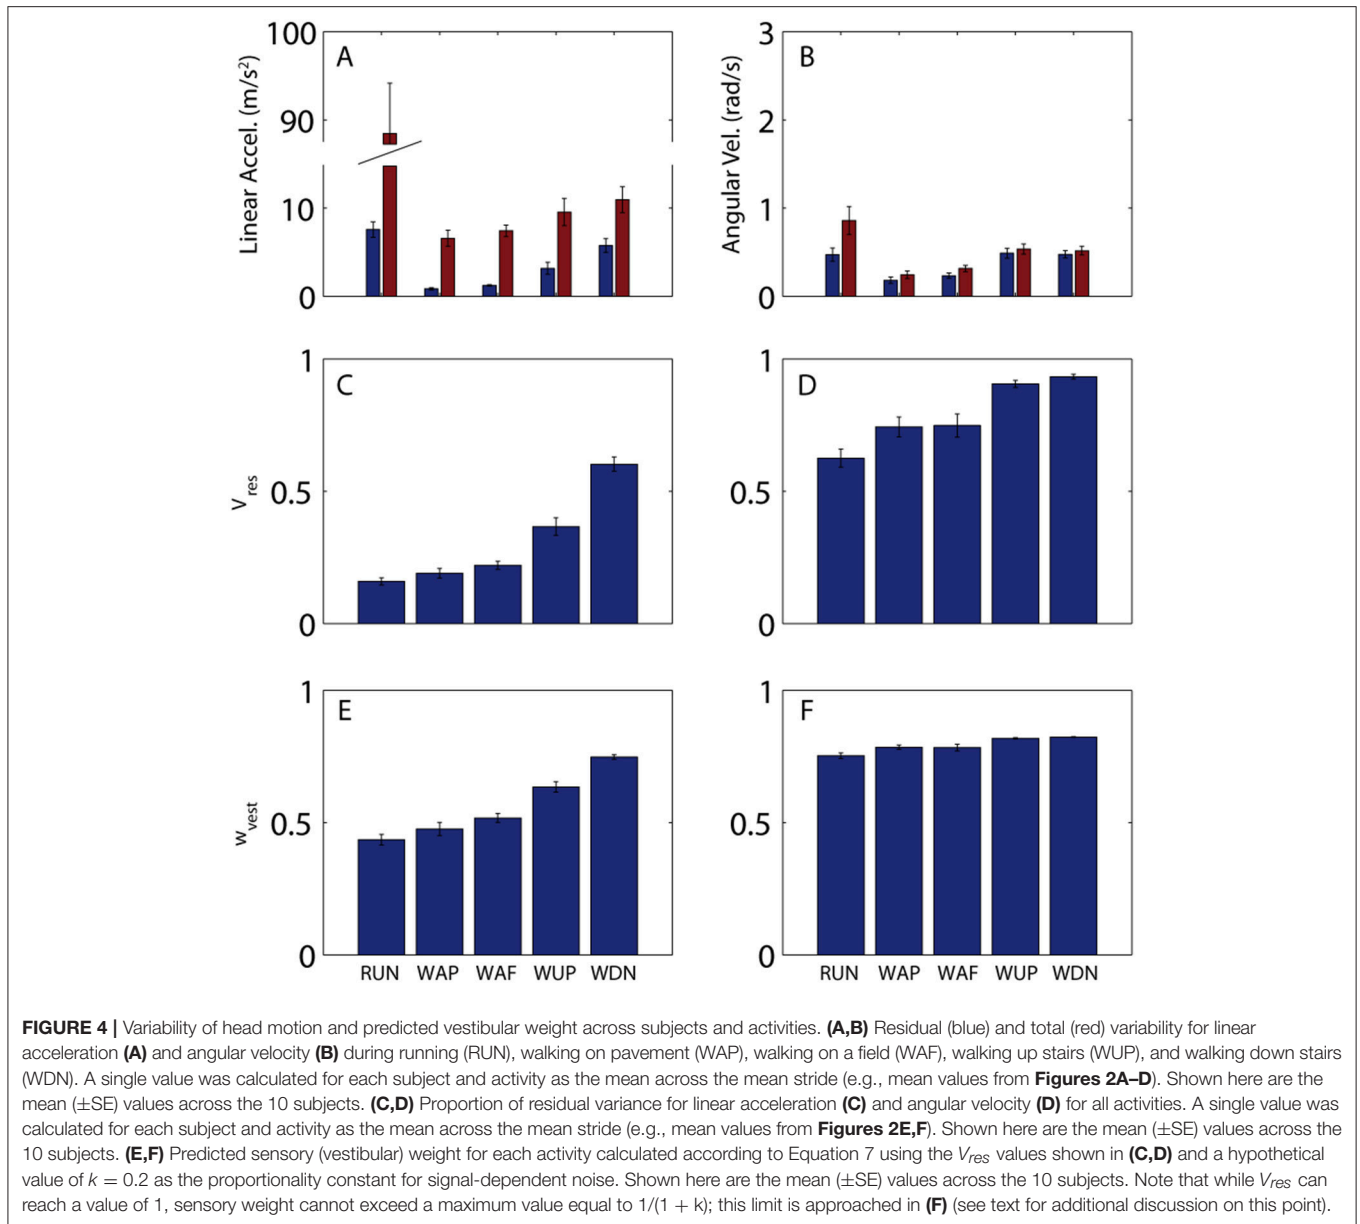 100
90
10
0
Linear Accel. (m/s²)
A
3
2
1
0
Angular Vel. (rad/s)
B
1
0.5
0
V res
C
1
0.5
0
D
1
0.5
0
w vest
E
RUN WAP WAF WUP WDN
1
0.5
0
F
RUN WAP WAF WUP WDN
FIGURE 4 | Variability of head motion and predicted vestibular weight across subjects and activities. (A,B) Residual (blue) and total (red) variability for linear
acceleration (A) and angular velocity (B) during running (RUN), walking on pavement (WAP), walking on a field (WAF), walking up stairs (WUP), and walking down stairs
(WDN). A single value was calculated for each subject and activity as the mean across the mean stride (e.g., mean values from Figures 2A–D). Shown here are the
mean (±SE) values across the 10 subjects. (C,D) Proportion of residual variance for linear acceleration (C) and angular velocity (D) for all activities. A single value was
calculated for each subject and activity as the mean across the mean stride (e.g., mean values from Figures 2E,F). Shown here are the mean (±SE) values across the
10 subjects. (E,F) Predicted sensory (vestibular) weight for each activity calculated according to Equation 7 using the Vres values shown in (C,D) and a hypothetical
value of k = 0.2 as the proportionality constant for signal-dependent noise. Shown here are the mean (±SE) values across the 10 subjects. Note that while Vres can
reach a value of 1, sensory weight cannot exceed a maximum value equal to 1/(1 + k); this limit is approached in (F) (see text for additional discussion on this point).